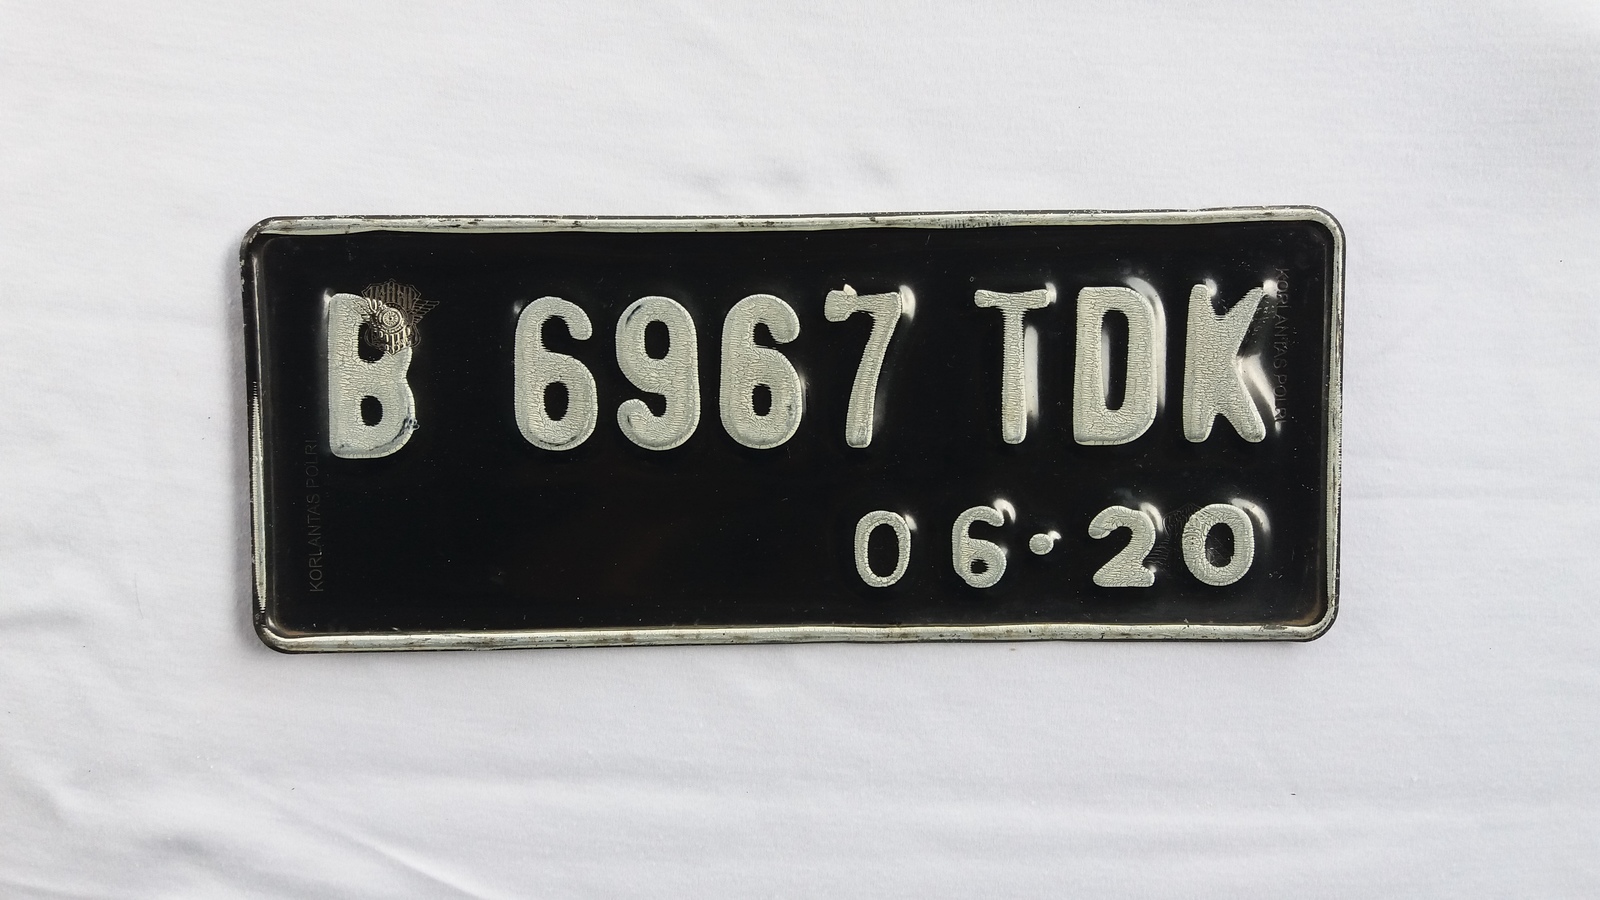 B 6967 TDK
06·20
KORLANTAS POLRI
KORLANTAS POLRI